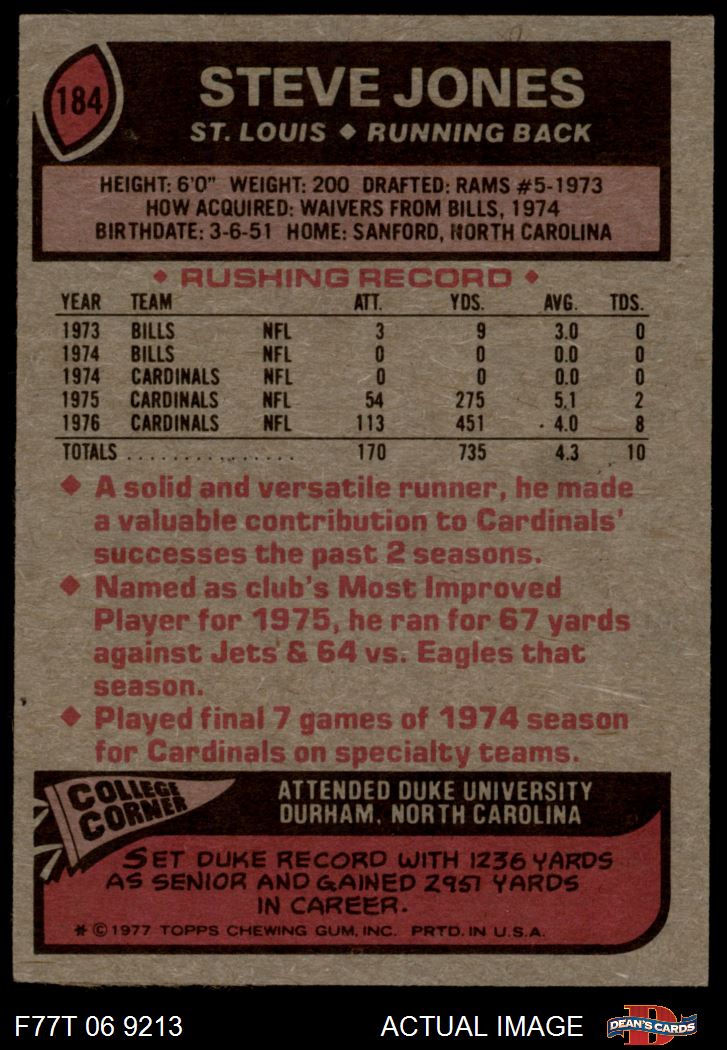 184
STEVE JONES
ST. LOUIS ◆ RUNNING BACK
HEIGHT: 6'0" WEIGHT: 200 DRAFTED: RAMS #5-1973
HOW ACQUIRED: WAIVERS FROM BILLS, 1974
BIRTHDATE: 3-6-51 HOME: SANFORD, NORTH CAROLINA
◆ RUSHING RECORD ◆
YEAR TEAM ATT. YDS. AVG. TDS.
1973 BILLS NFL 3 9 3.0 0
1974 BILLS NFL 0 0 0.0 0
1974 CARDINALS NFL 0 0 0.0 0
1975 CARDINALS NFL 54 275 5.1 2
1976 CARDINALS NFL 113 451 4.0 8
TOTALS . . . . . . . . . . . . . . . . 170 735 4.3 10
◆ A solid and versatile runner, he made
a valuable contribution to Cardinals'
successes the past 2 seasons.
◆ Named as club's Most Improved
Player for 1975, he ran for 67 yards
against Jets & 64 vs. Eagles that
season.
◆ Played final 7 games of 1974 season
for Cardinals on specialty teams.
COLLEGE
CORNER
ATTENDED DUKE UNIVERSITY
DURHAM, NORTH CAROLINA
SET DUKE RECORD WITH 1236 YARDS
AS SENIOR AND GAINED 2951 YARDS
IN CAREER.
* © 1977 TOPPS CHEWING GUM, INC. PRTD. IN U.S.A.
F77T 06 9213 ACTUAL IMAGE
D
DEAN'S CARDS